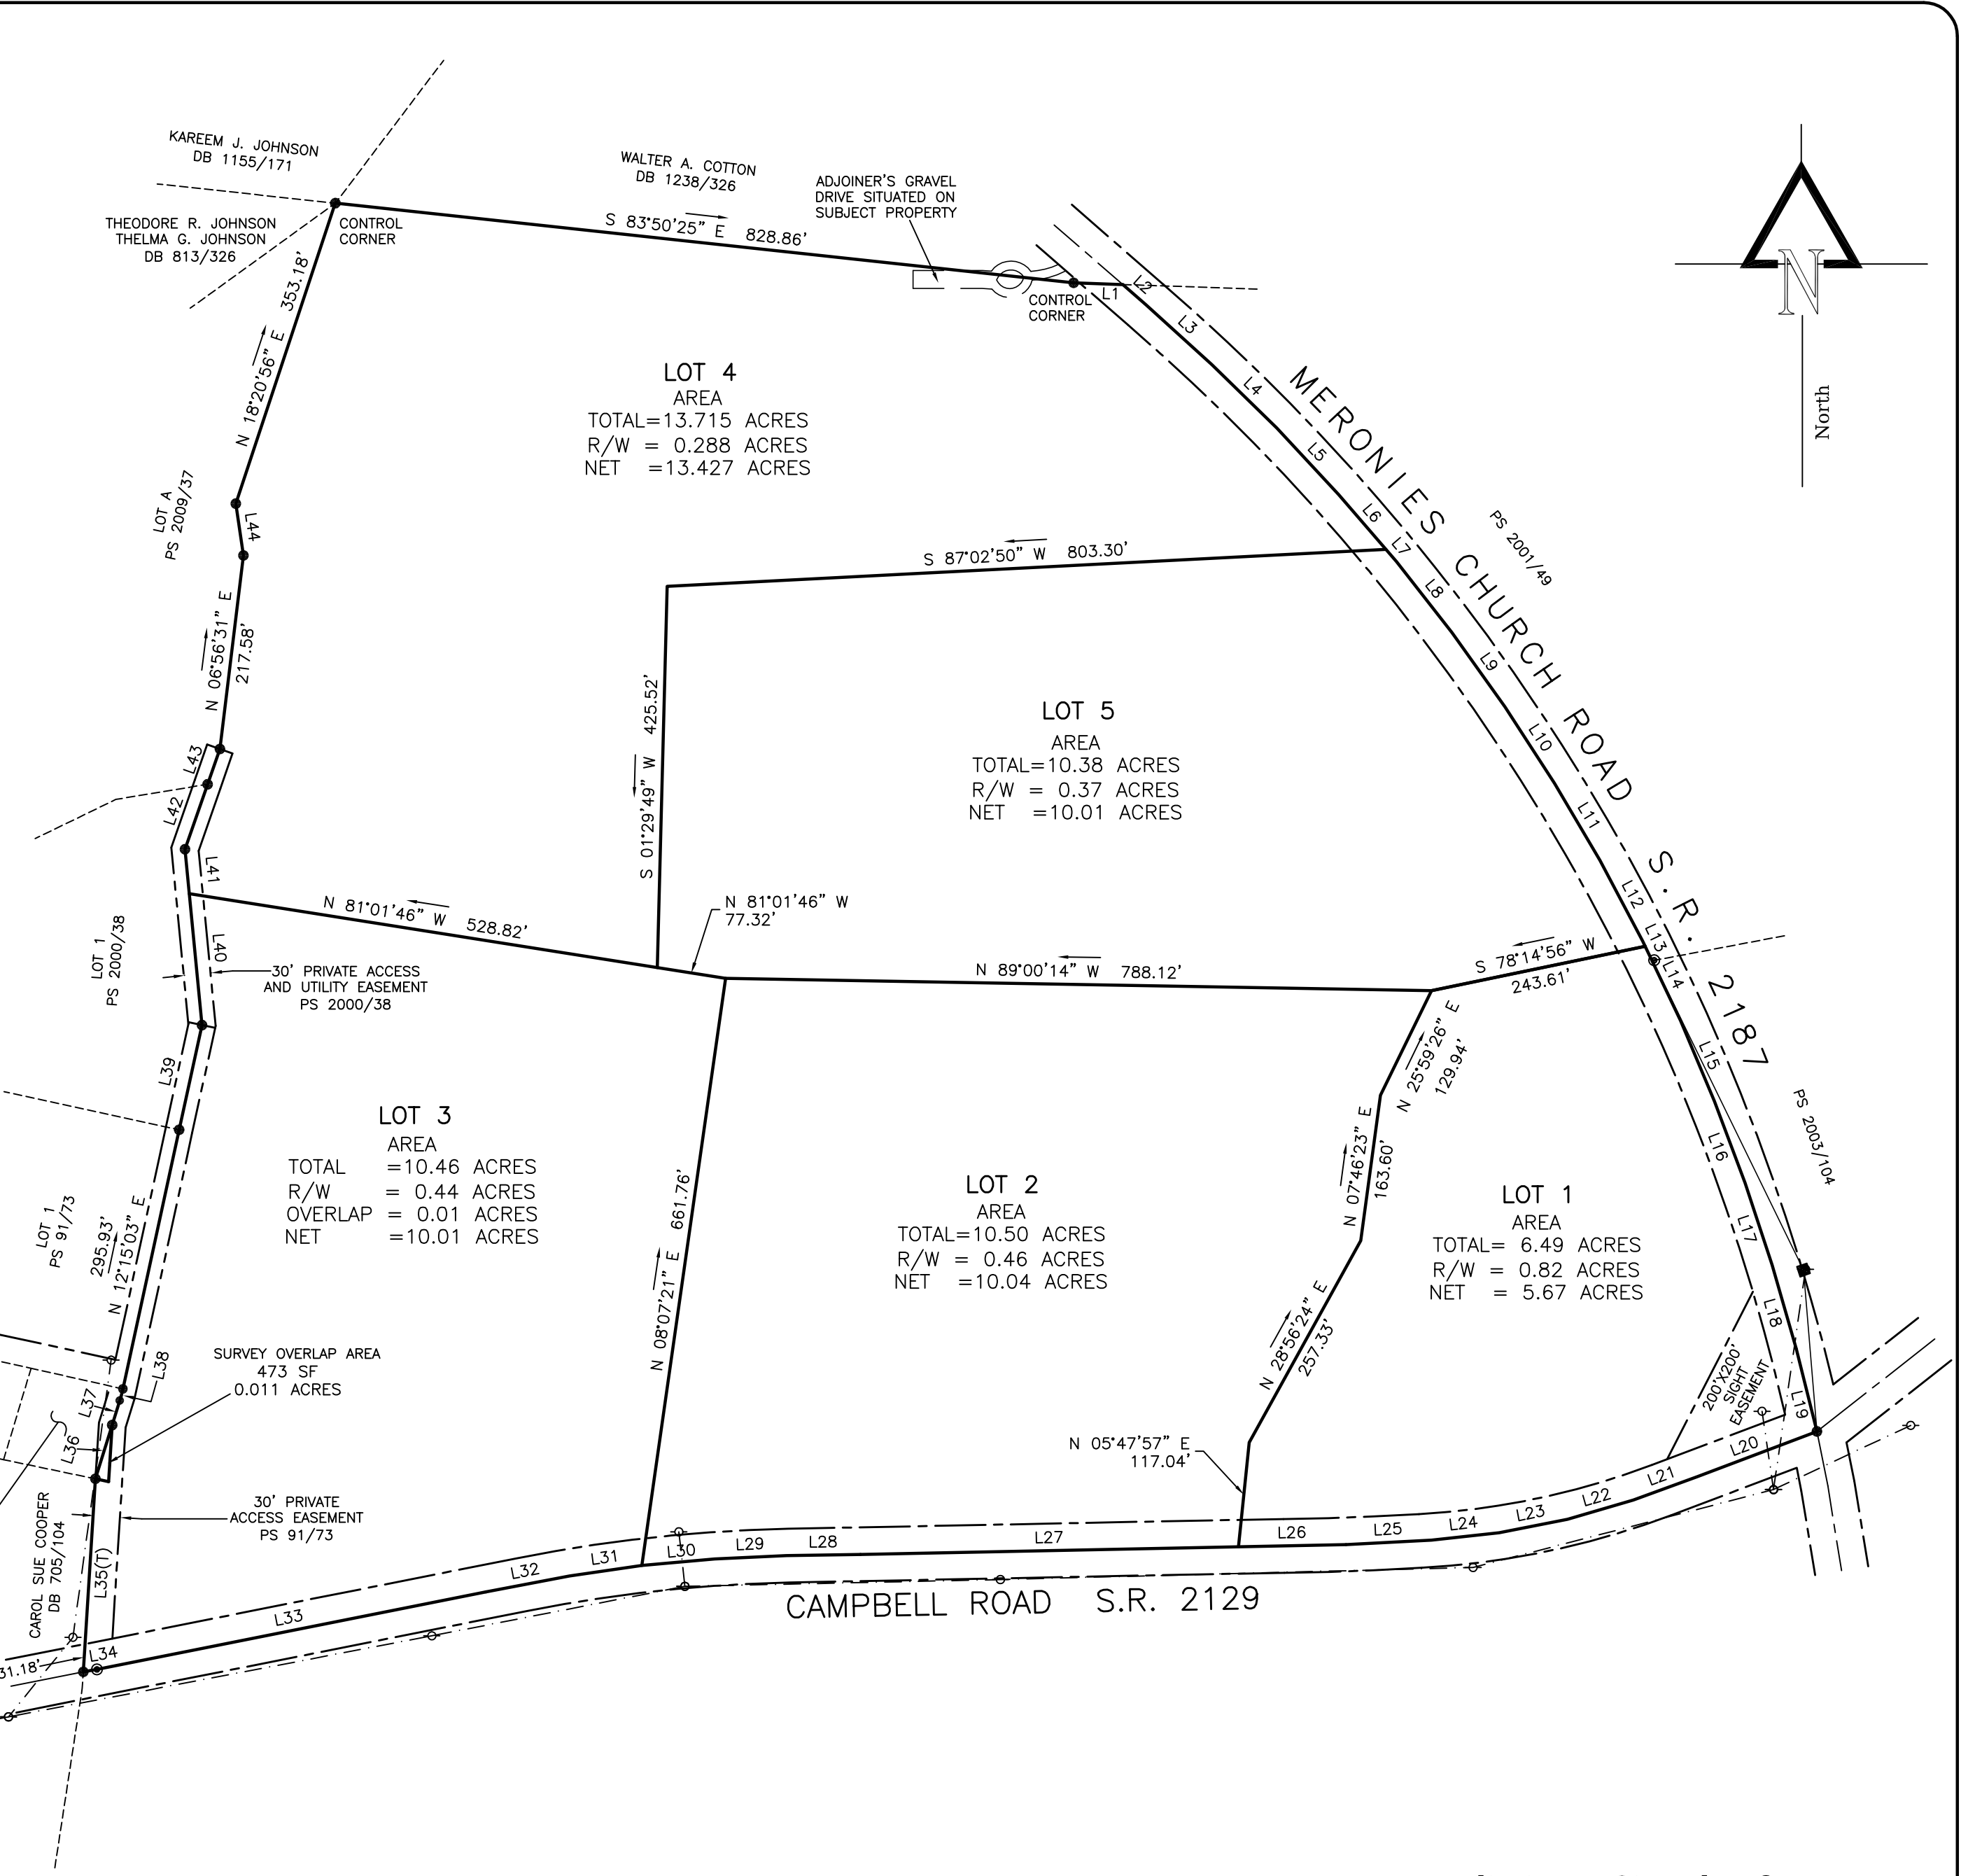 KAREEM J. JOHNSON
DB 1155/171
THEODORE R. JOHNSON
THELMA G. JOHNSON
DB 813/326
CONTROL
CORNER
WALTER A. COTTON
DB 1238/326
S 83°50'25" E 828.86'
ADJOINER'S GRAVEL
DRIVE SITUATED ON
SUBJECT PROPERTY
CONTROL
CORNER
L1
L2
L3
L4
L5
L6
L7
L8
L9
L10
L11
L12
L13
L14
L15
L16
L17
L18
L19
MERONIES CHURCH ROAD S.R. 2187
PS 2001/49
PS 2003/104
N
North
N 18°20'56" E 353.18'
LOT A
PS 2009/37
L44
N 06°56'31" E
217.58'
L43
L42
L41
L40
LOT 4
AREA
TOTAL=13.715 ACRES
R/W = 0.288 ACRES
NET =13.427 ACRES
S 87°02'50" W 803.30'
S 01°29'49" W 425.52'
LOT 5
AREA
TOTAL=10.38 ACRES
R/W = 0.37 ACRES
NET =10.01 ACRES
N 81°01'46" W 528.82'
N 81°01'46" W
77.32'
N 89°00'14" W 788.12'
S 78°14'56" W
243.61'
LOT 1
PS 2000/38
30' PRIVATE ACCESS
AND UTILITY EASEMENT
PS 2000/38
L39
LOT 3
AREA
TOTAL =10.46 ACRES
R/W = 0.44 ACRES
OVERLAP = 0.01 ACRES
NET =10.01 ACRES
N 08°07'21" E 661.76'
LOT 2
AREA
TOTAL=10.50 ACRES
R/W = 0.46 ACRES
NET =10.04 ACRES
N 25°59'26" E
129.94'
N 07°46'23" E
163.60'
N 28°56'24" E
257.33'
N 05°47'57" E
117.04'
LOT 1
AREA
TOTAL= 6.49 ACRES
R/W = 0.82 ACRES
NET = 5.67 ACRES
200'X200'
SIGHT
EASEMENT
LOT 1
PS 91/73
295.93'
N 12°15'03" E
SURVEY OVERLAP AREA
473 SF
0.011 ACRES
L38
L37
L36
30' PRIVATE
ACCESS EASEMENT
PS 91/73
CAROL SUE COOPER
DB 705/104
L35(T)
31.18'
L34
L33
L32
L31
L30
L29
L28
L27
L26
L25
L24
L23
L22
L21
L20
CAMPBELL ROAD S.R. 2129